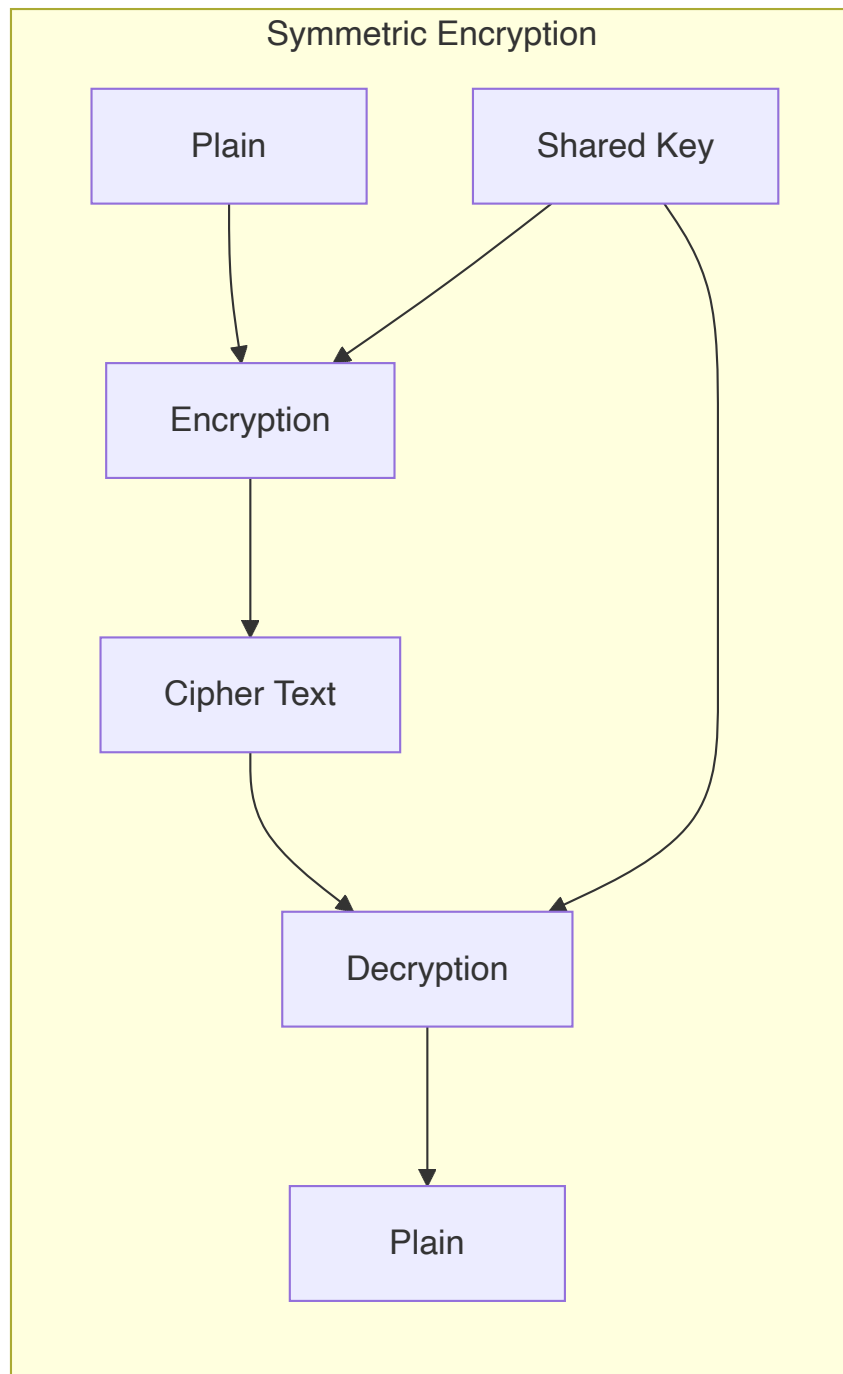 Symmetric Encryption
Plain
Shared Key
Encryption
Cipher Text
Decryption
Plain